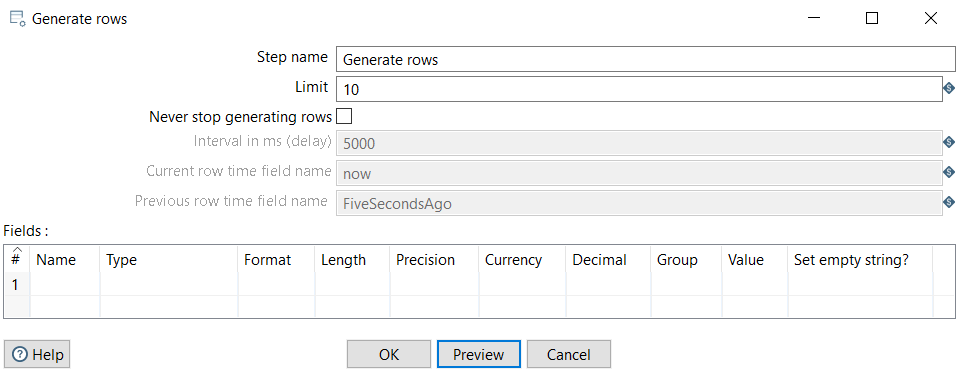 Generate rows
Step name Generate rows
Limit 10
Never stop generating rows
Interval in ms (delay) 5000
Current row time field name now
Previous row time field name FiveSecondsAgo
Fields :
# Name Type Format Length Precision Currency Decimal Group Value Set empty string?
1
Help OK Preview Cancel